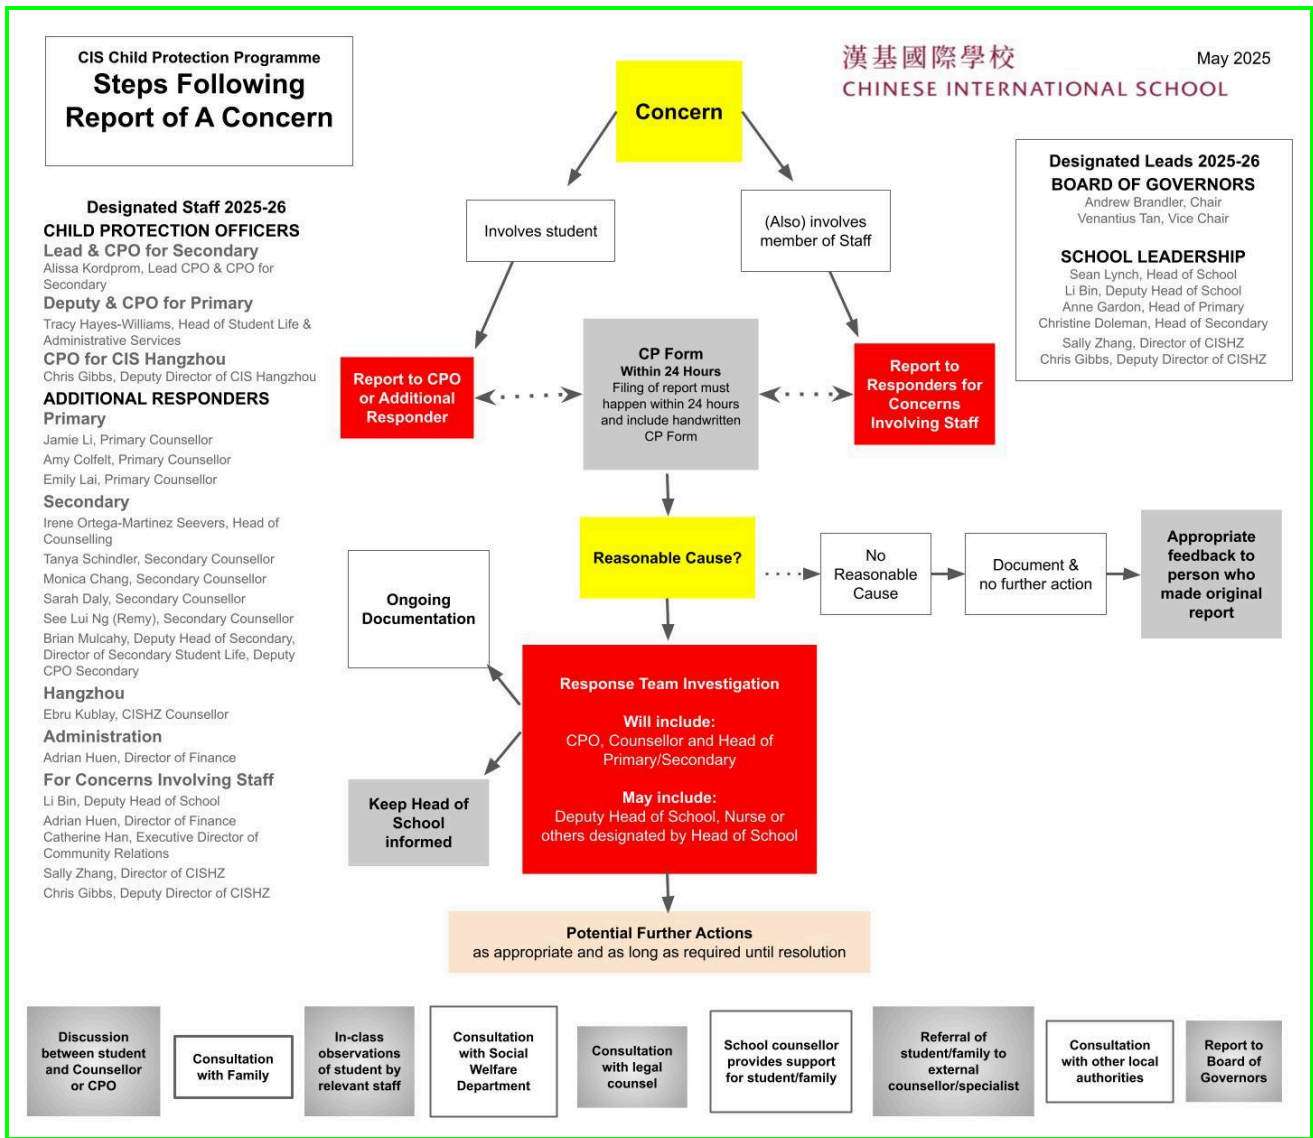 CIS Child Protection Programme
Steps Following
Report of A Concern
漢基國際學校
CHINESE INTERNATIONAL SCHOOL
May 2025
Designated Staff 2025-26
CHILD PROTECTION OFFICERS
Lead & CPO for Secondary
Alissa Kordprom, Lead CPO & CPO for
Secondary
Deputy & CPO for Primary
Tracy Hayes-Williams, Head of Student Life &
Administrative Services
CPO for CIS Hangzhou
Chris Gibbs, Deputy Director of CIS Hangzhou
ADDITIONAL RESPONDERS
Primary
Jamie Li, Primary Counsellor
Amy Colfelt, Primary Counsellor
Emily Lai, Primary Counsellor
Secondary
Irene Ortega-Martinez Seevers, Head of
Counselling
Tanya Schindler, Secondary Counsellor
Monica Chang, Secondary Counsellor
Sarah Daly, Secondary Counsellor
See Lui Ng (Remy), Secondary Counsellor
Brian Mulcahy, Deputy Head of Secondary,
Director of Secondary Student Life, Deputy
CPO Secondary
Hangzhou
Ebru Kublay, CISHZ Counsellor
Administration
Adrian Huen, Director of Finance
For Concerns Involving Staff
Li Bin, Deputy Head of School
Adrian Huen, Director of Finance
Catherine Han, Executive Director of
Community Relations
Sally Zhang, Director of CISHZ
Chris Gibbs, Deputy Director of CISHZ
Concern
Involves student
(Also) involves
member of Staff
Designated Leads 2025-26
BOARD OF GOVERNORS
Andrew Brandler, Chair
Venantius Tan, Vice Chair
SCHOOL LEADERSHIP
Sean Lynch, Head of School
Li Bin, Deputy Head of School
Anne Gardon, Head of Primary
Christine Doleman, Head of Secondary
Sally Zhang, Director of CISHZ
Chris Gibbs, Deputy Director of CISHZ
Report to CPO
or Additional
Responder
CP Form
Within 24 Hours
Filing of report must
happen within 24 hours
and include handwritten
CP Form
Report to
Responders for
Concerns
Involving Staff
Reasonable Cause?
No
Reasonable
Cause
Document &
no further action
Appropriate
feedback to
person who
made original
report
Ongoing
Documentation
Response Team Investigation
Will include:
CPO, Counsellor and Head of
Primary/Secondary
May include:
Deputy Head of School, Nurse or
others designated by Head of School
Keep Head of
School
informed
Potential Further Actions
as appropriate and as long as required until resolution
Discussion
between student
and Counsellor
or CPO
Consultation
with Family
In-class
observations
of student by
relevant staff
Consultation
with Social
Welfare
Department
Consultation
with legal
counsel
School counsellor
provides support
for student/family
Referral of
student/family to
external
counsellor/specialist
Consultation
with other local
authorities
Report to
Board of
Governors